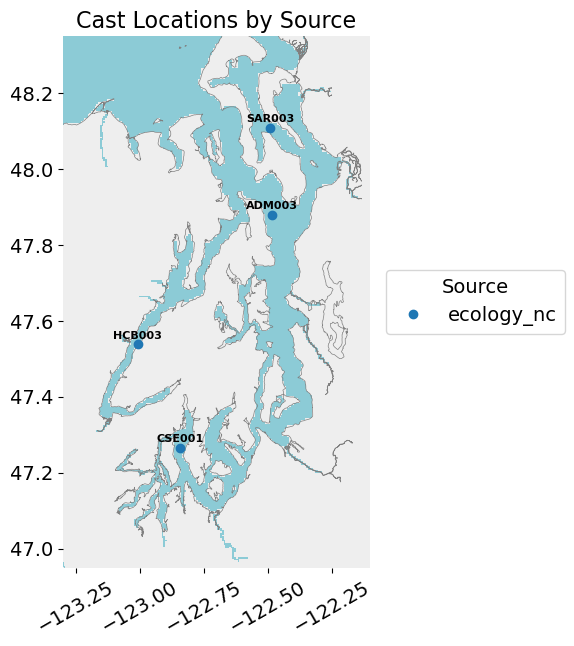 Cast Locations by Source
48.2
48.0
47.8
47.6
47.4
47.2
47.0
SAR003
ADM003
HCB003
CSE001
−123.25
−123.00
−122.75
−122.50
−122.25
Source
ecology_nc